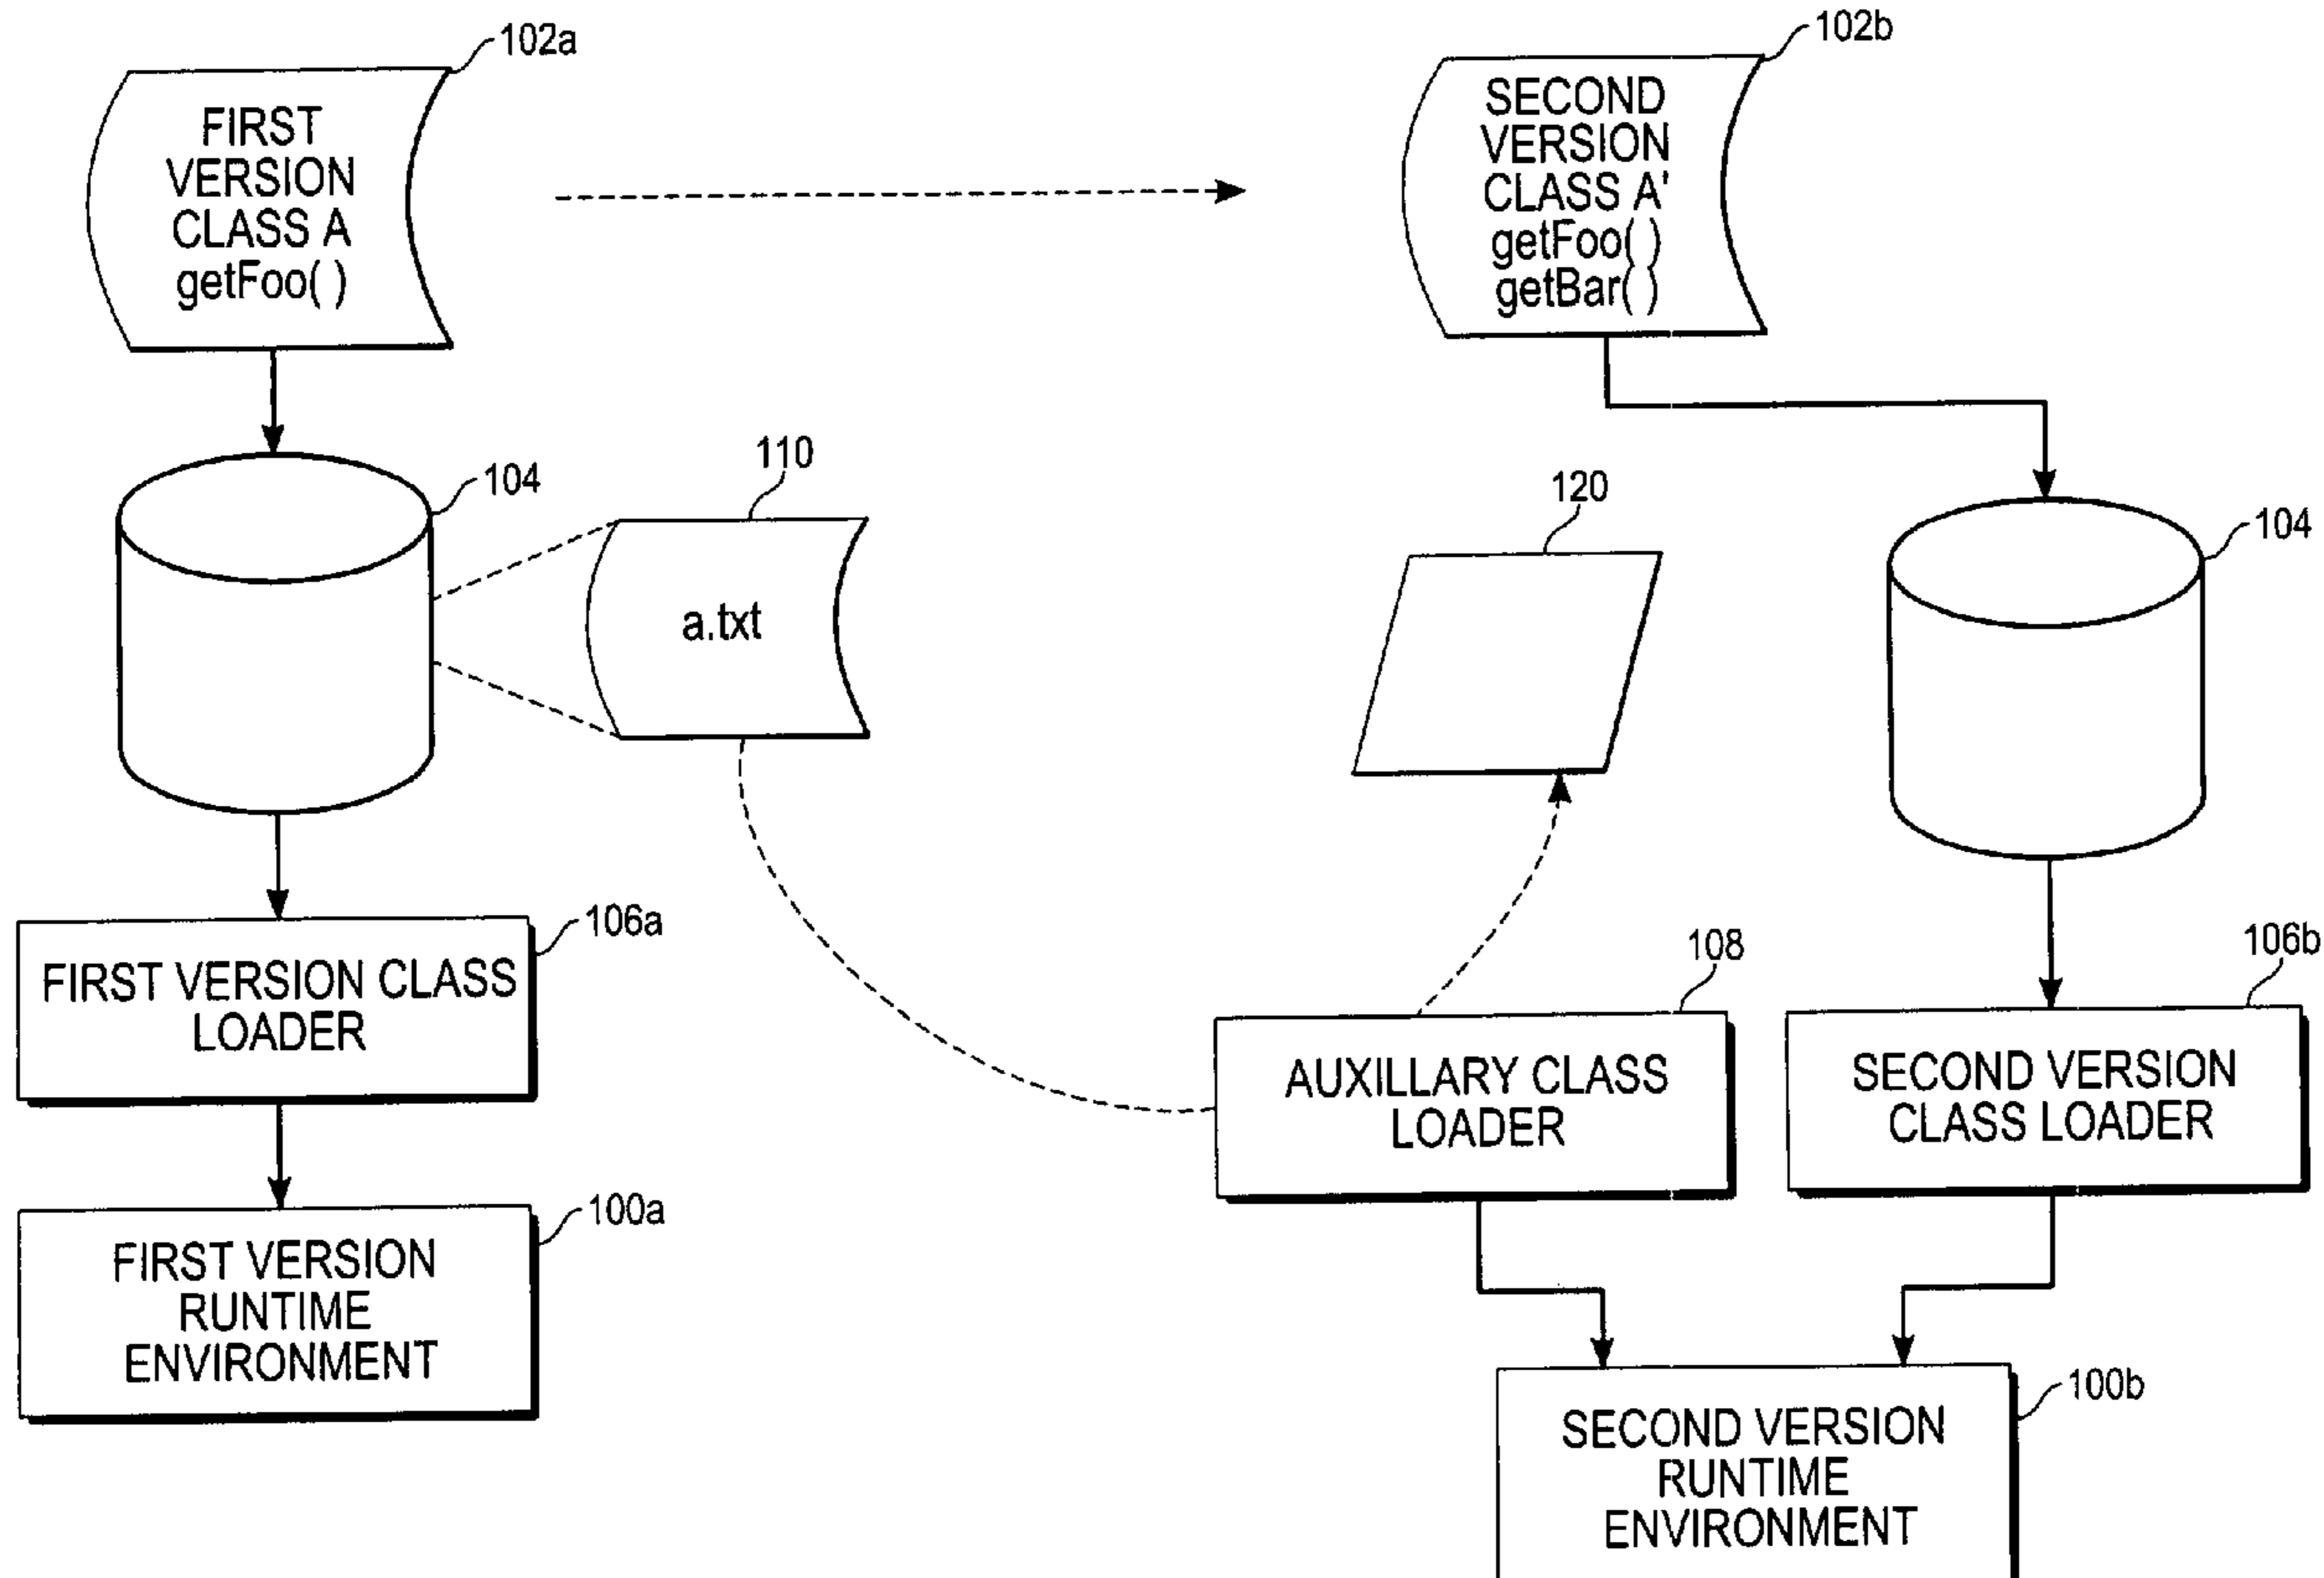 102a
FIRST
VERSION
CLASS A
getFoo( )
102b
SECOND
VERSION
CLASS A'
getFoo( )
getBar( )
104
110
a.txt
120
104
106a
FIRST VERSION CLASS
LOADER
108
AUXILLARY CLASS
LOADER
106b
SECOND VERSION
CLASS LOADER
100a
FIRST VERSION
RUNTIME
ENVIRONMENT
100b
SECOND VERSION
RUNTIME
ENVIRONMENT